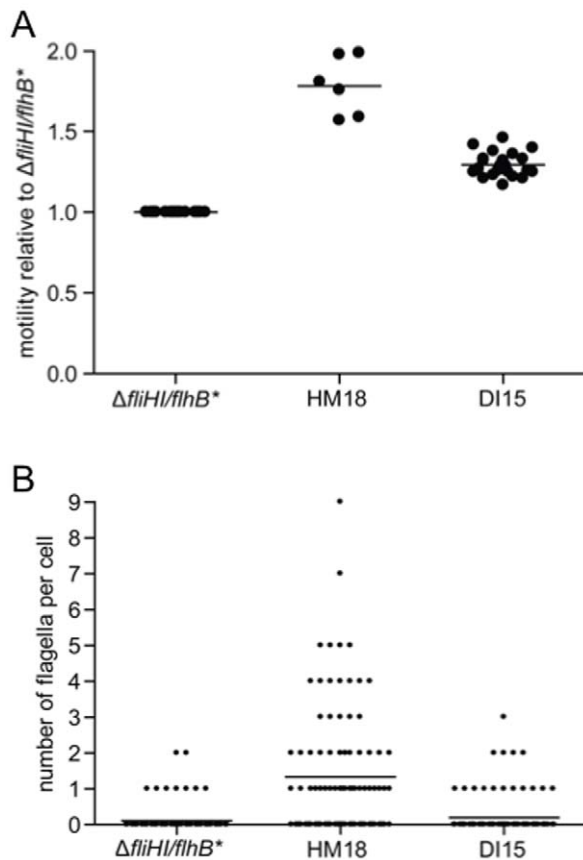 A
motility relative to ΔfliHI/flhB*
2.0
1.5
1.0
0.5
0.0
ΔfliHI/flhB* HM18 DI15
B
number of flagella per cell
9
8
7
6
5
4
3
2
1
0
ΔfliHI/flhB* HM18 DI15